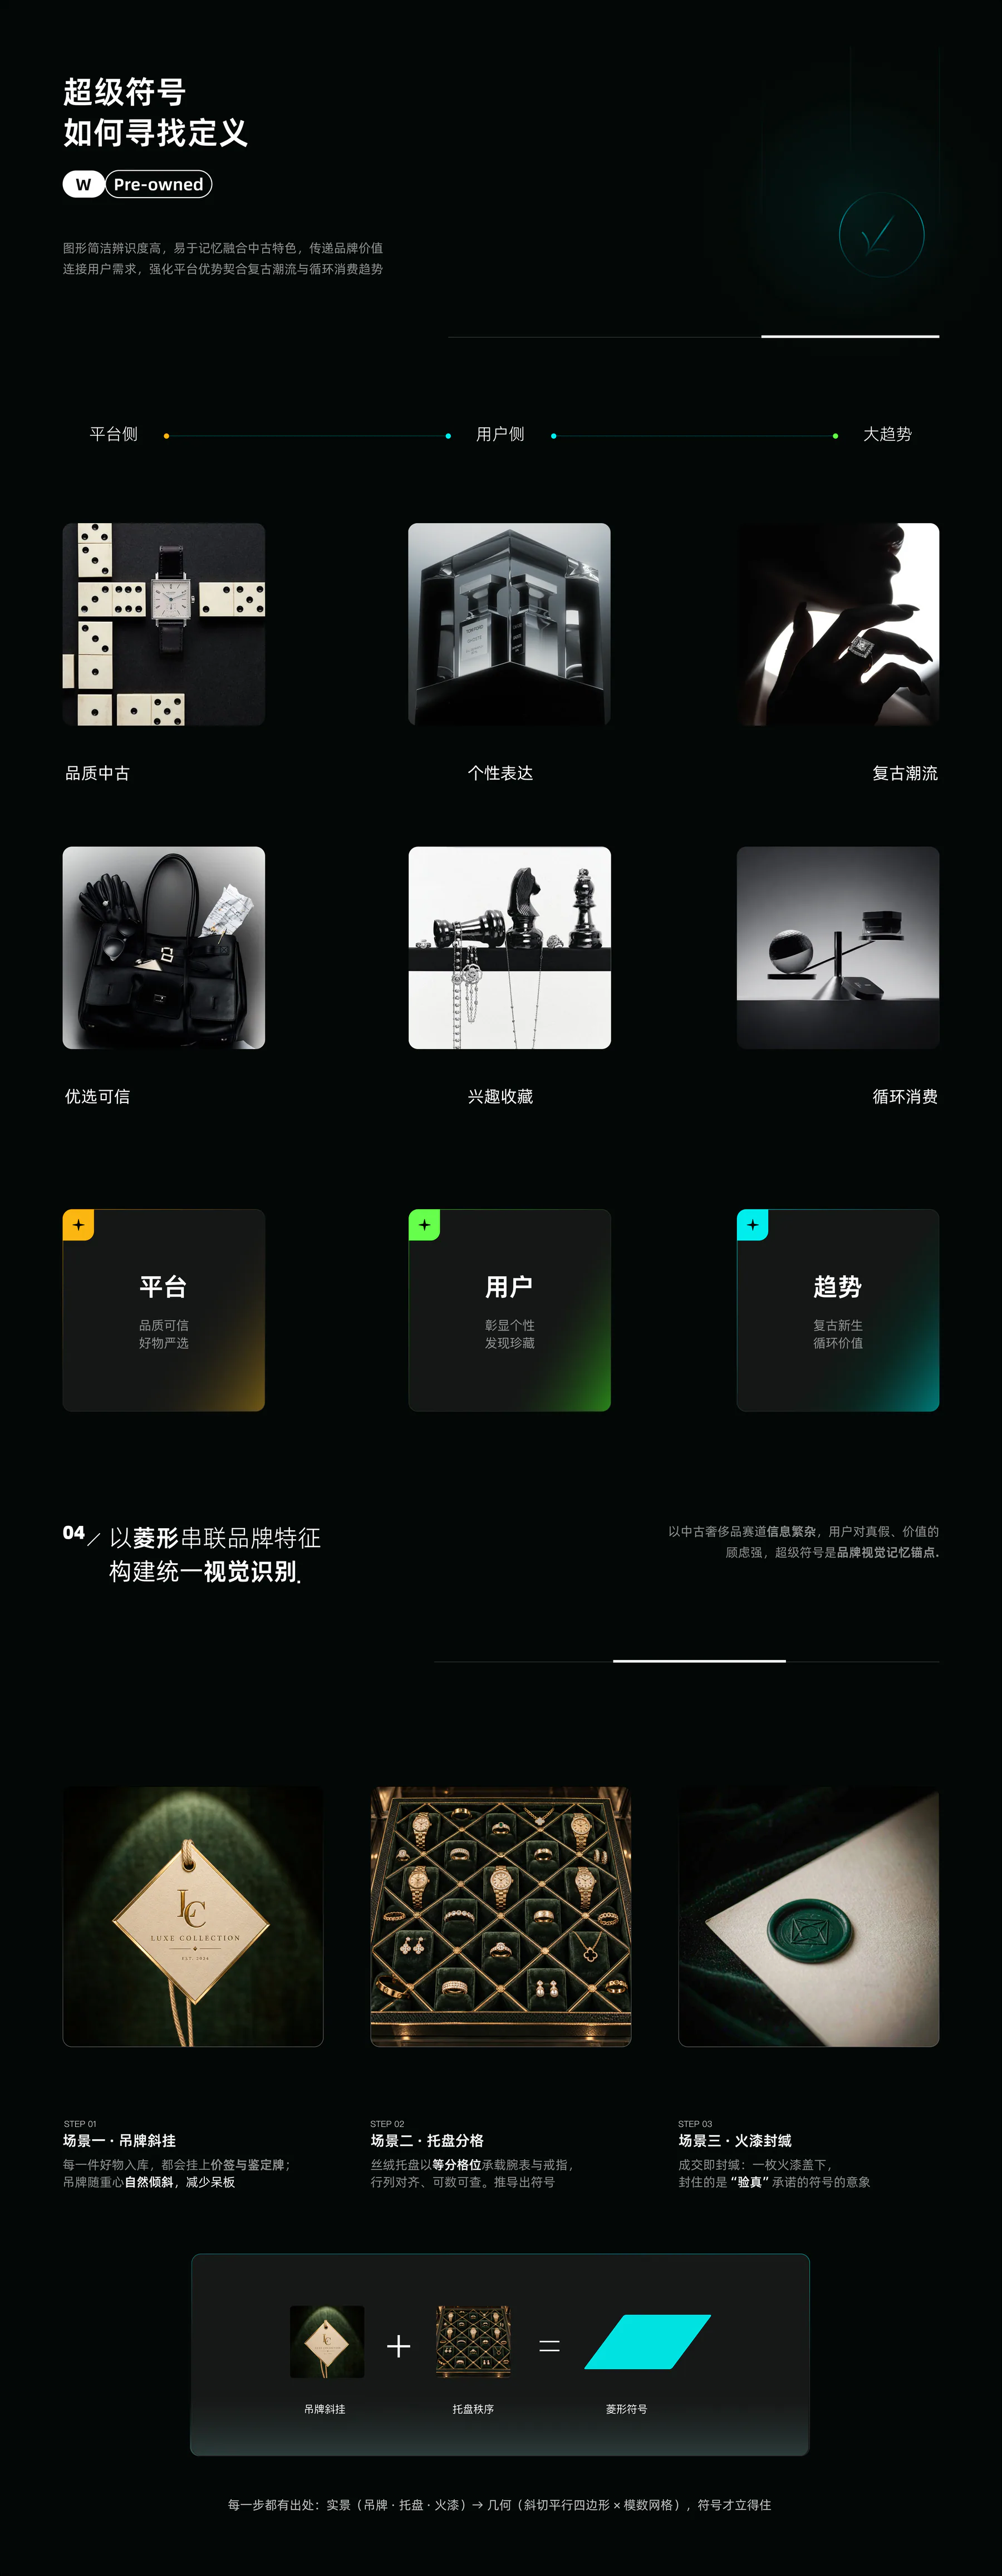 超级符号
如何寻找定义
W Pre-owned
图形简洁辨识度高，易于记忆融合中古特色，传递品牌价值
连接用户需求，强化平台优势契合复古潮流与循环消费趋势
平台侧 用户侧 大趋势
品质中古 个性表达 复古潮流
优选可信 兴趣收藏 循环消费
平台
品质可信
好物严选
用户
彰显个性
发现珍藏
趋势
复古新生
循环价值
04/ 以菱形串联品牌特征
构建统一视觉识别.
以中古奢侈品赛道信息繁杂，用户对真假、价值的
顾虑强，超级符号是品牌视觉记忆锚点.
LC
LUXE COLLECTION
EST. 2024
STEP 01
场景一 · 吊牌斜挂
每一件好物入库，都会挂上价签与鉴定牌；
吊牌随重心自然倾斜，减少呆板
STEP 02
场景二 · 托盘分格
丝绒托盘以等分格位承载腕表与戒指，
行列对齐、可数可查。推导出符号
STEP 03
场景三 · 火漆封缄
成交即封缄：一枚火漆盖下，
封住的是 “验真” 承诺的符号的意象
+ =
吊牌斜挂 托盘秩序 菱形符号
每一步都有出处：实景（吊牌 · 托盘 · 火漆）→ 几何（斜切平行四边形 × 模数网格），符号才立得住